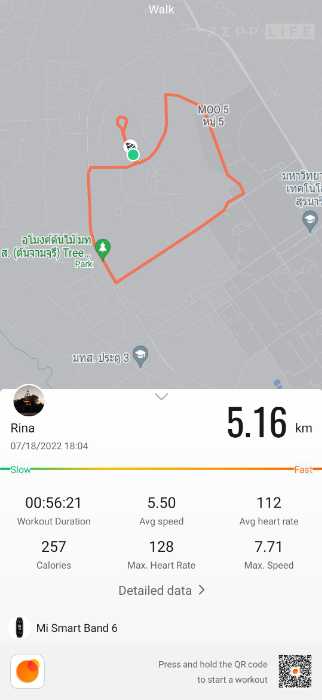 Walk
ZEPP LIFE
MOO 5
หมู่ 5
มหาวิทยา
เทคโนโ
สุรนาร
อุโมงค์ต้นไม้ มท
ส. (ต้นจามจุรี) Tree...
Park
มทส. ประตู 3
Rina
07/18/2022 18:04
5.16 km
Slow
Fast
00:56:21
5.50
112
Workout Duration
Avg speed
Avg heart rate
257
128
7.71
Calories
Max. Heart Rate
Max. Speed
Detailed data >
Mi Smart Band 6
Press and hold the QR code
to start a workout